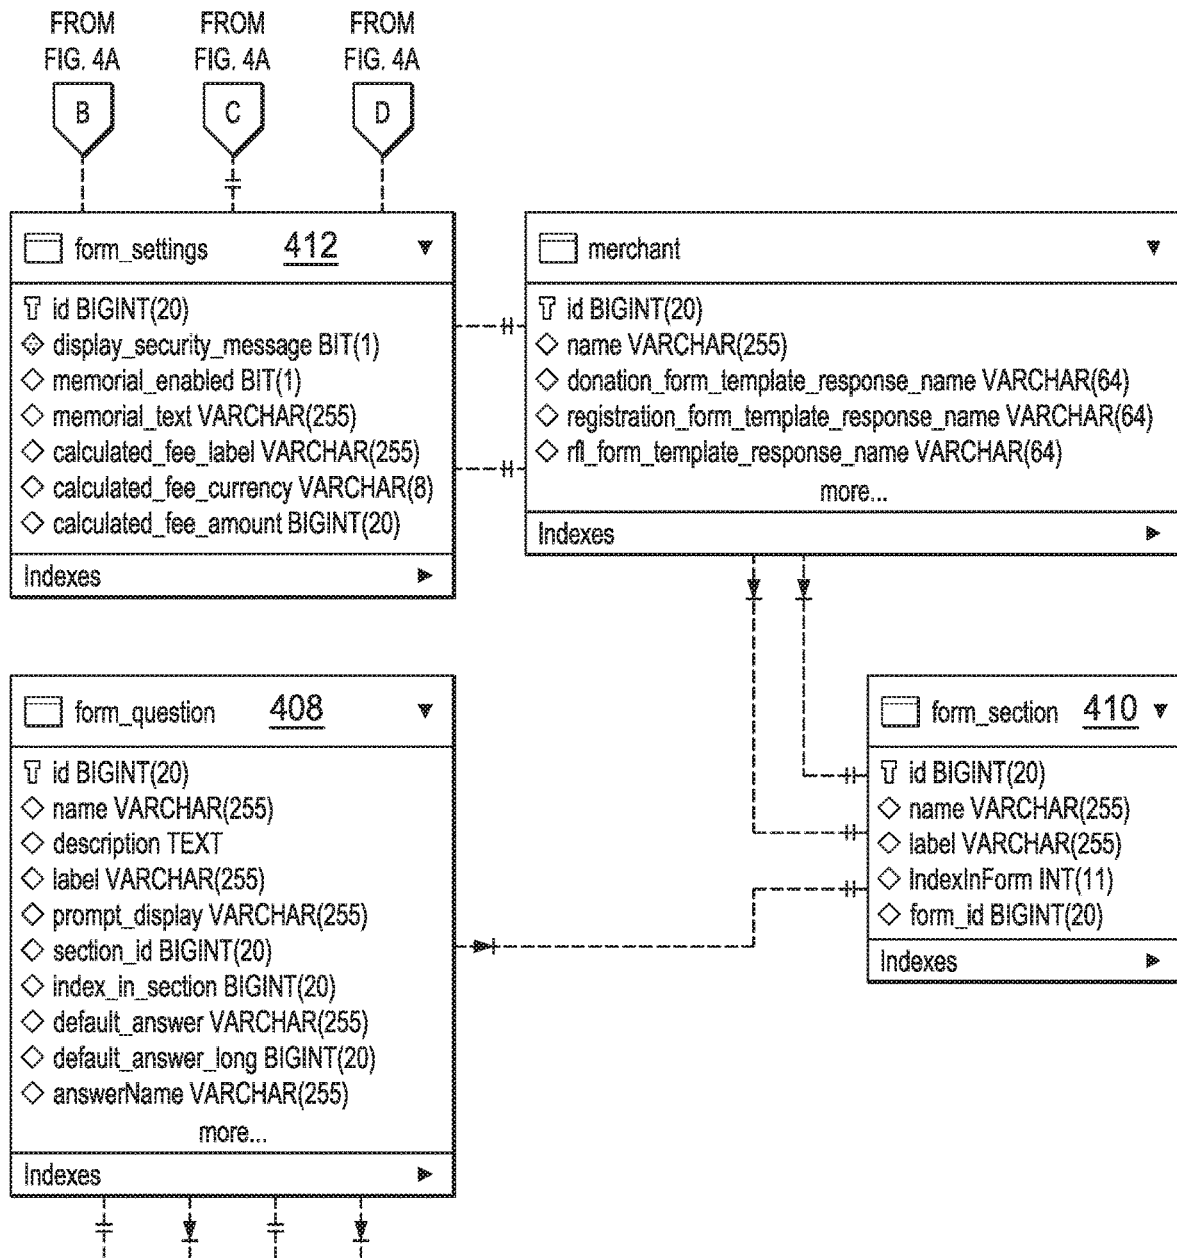 FROM
FIG. 4A
FROM
FIG. 4A
FROM
FIG. 4A
B
C
D
form_settings 412
id BIGINT(20)
display_security_message BIT(1)
memorial_enabled BIT(1)
memorial_text VARCHAR(255)
calculated_fee_label VARCHAR(255)
calculated_fee_currency VARCHAR(8)
calculated_fee_amount BIGINT(20)
Indexes
merchant
id BIGINT(20)
name VARCHAR(255)
donation_form_template_response_name VARCHAR(64)
registration_form_template_response_name VARCHAR(64)
rfl_form_template_response_name VARCHAR(64)
more...
Indexes
form_question 408
id BIGINT(20)
name VARCHAR(255)
description TEXT
label VARCHAR(255)
prompt_display VARCHAR(255)
section_id BIGINT(20)
index_in_section BIGINT(20)
default_answer VARCHAR(255)
default_answer_long BIGINT(20)
answerName VARCHAR(255)
more...
Indexes
form_section 410
id BIGINT(20)
name VARCHAR(255)
label VARCHAR(255)
IndexInForm INT(11)
form_id BIGINT(20)
Indexes